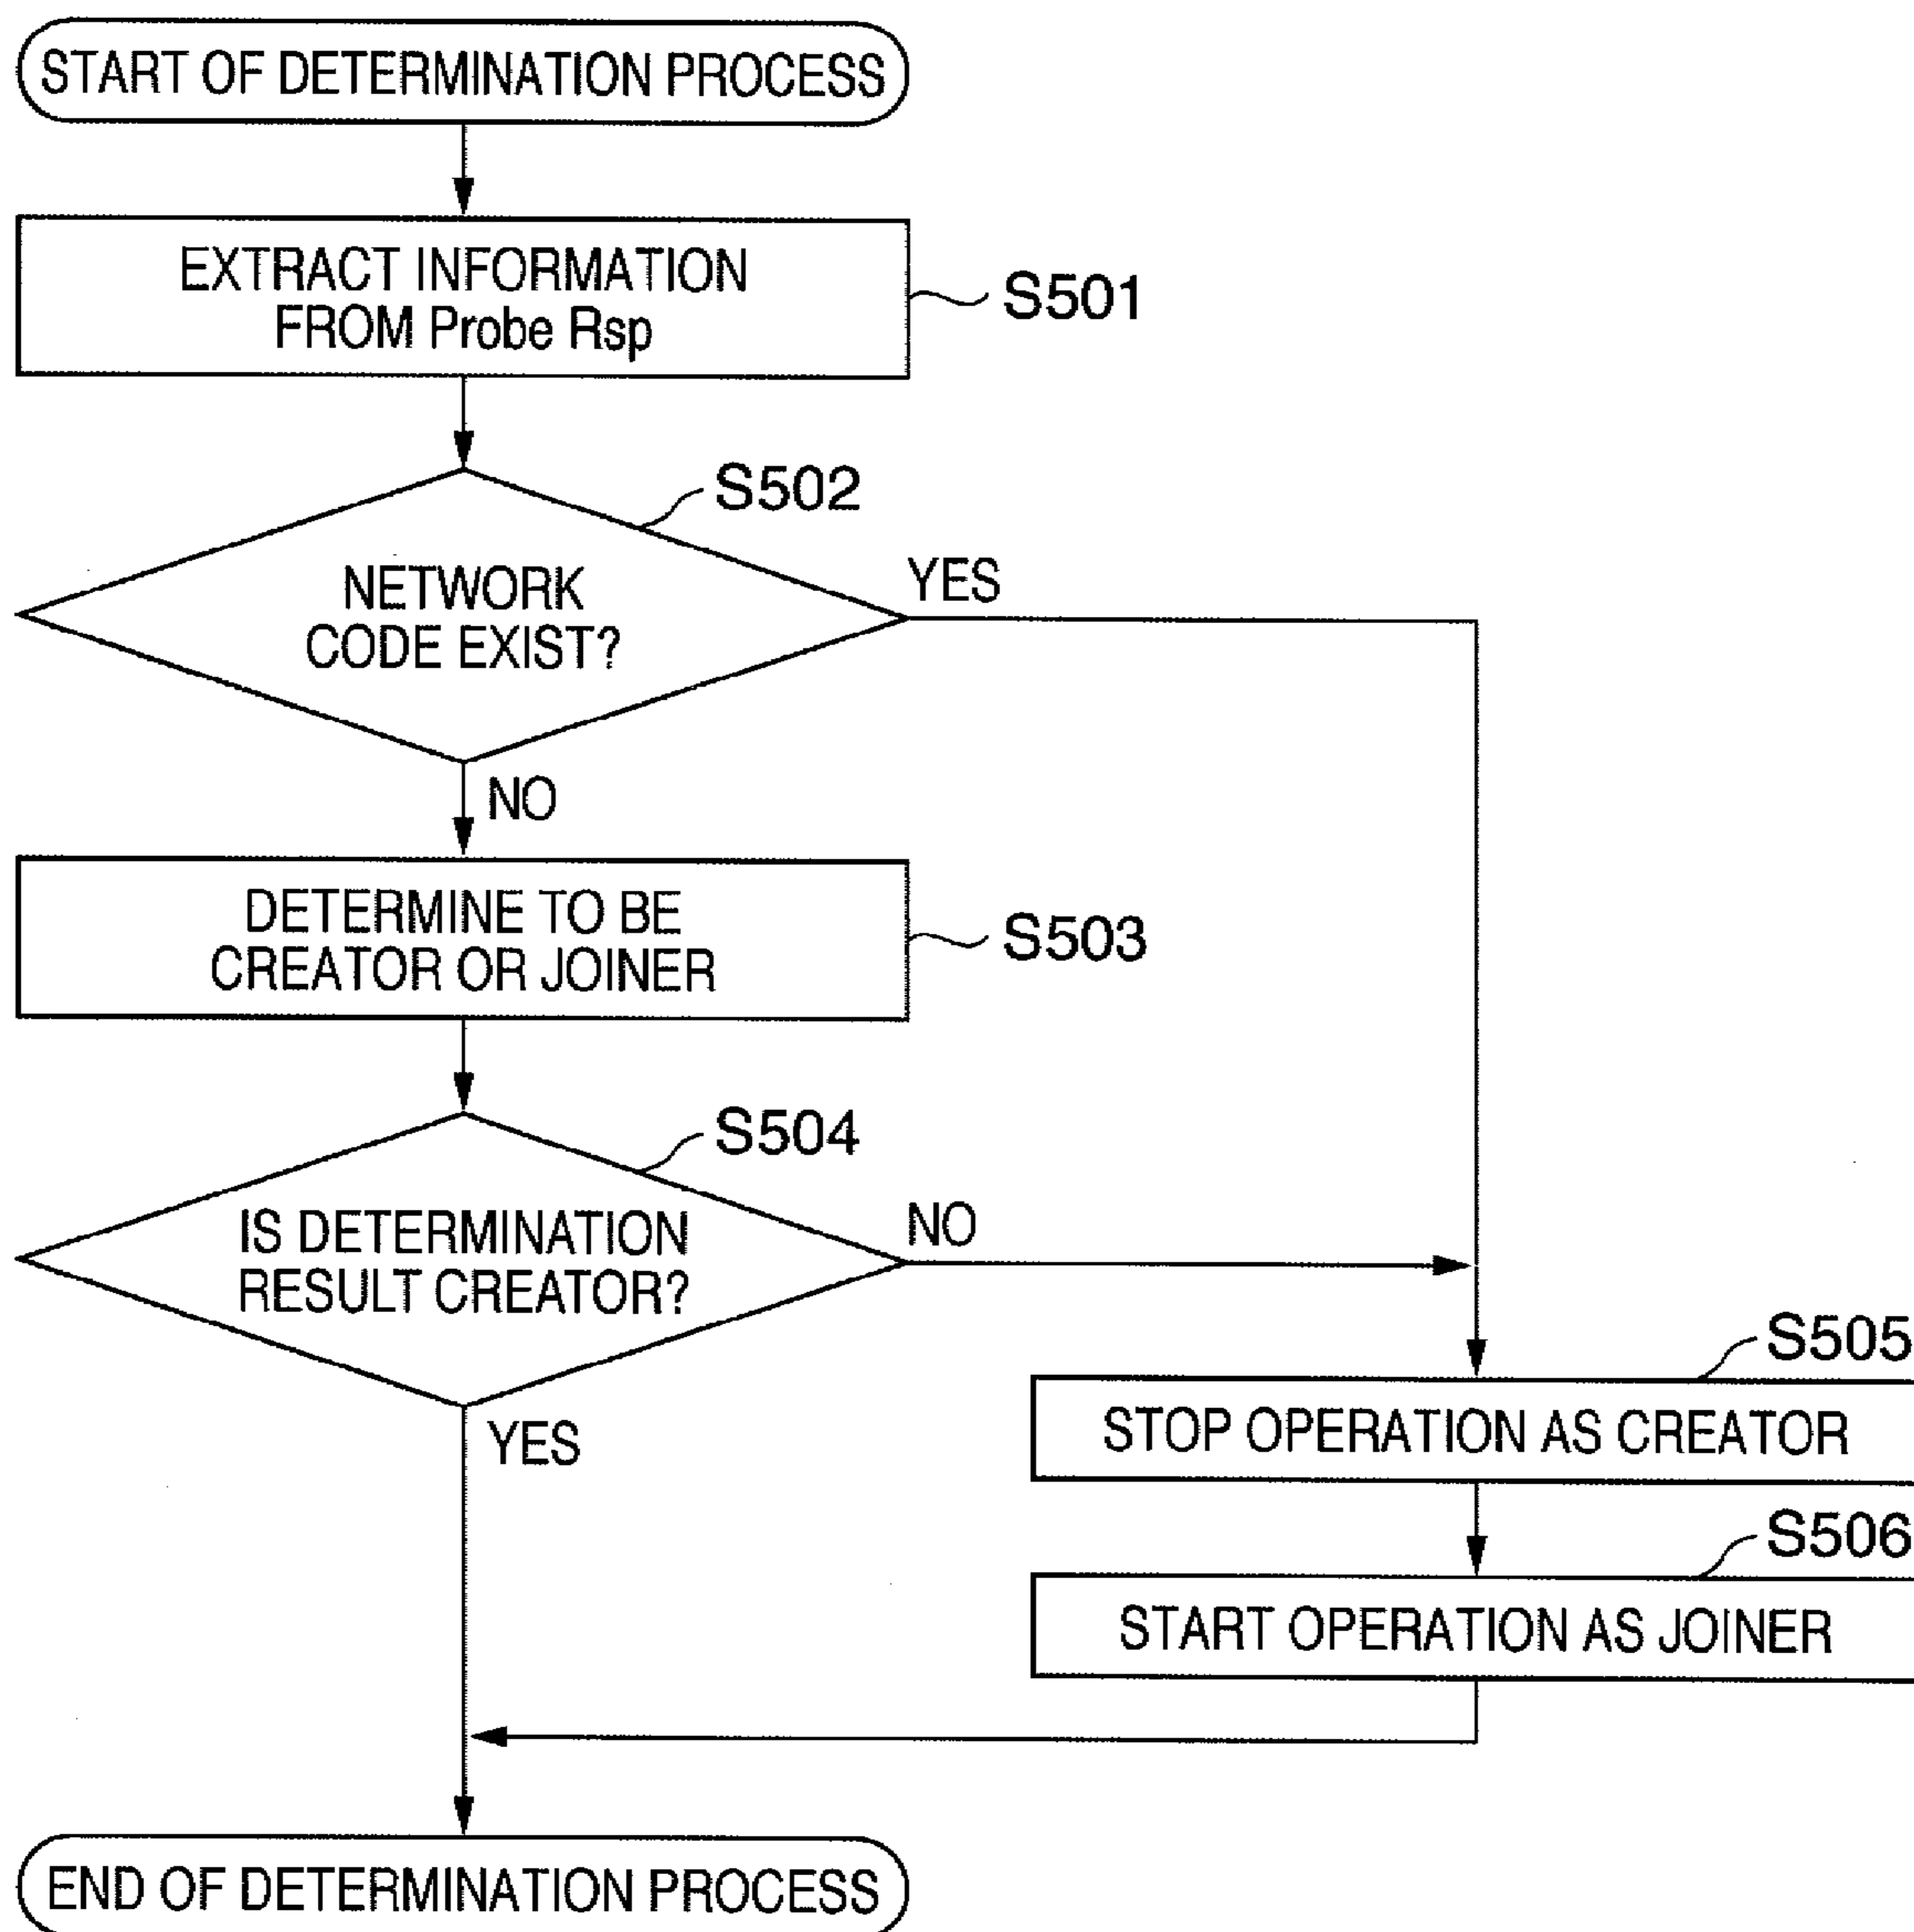 START OF DETERMINATION PROCESS
EXTRACT INFORMATION
FROM Probe Rsp
S501
S502
NETWORK
CODE EXIST?
YES
NO
DETERMINE TO BE
CREATOR OR JOINER
S503
S504
IS DETERMINATION
RESULT CREATOR?
NO
YES
S505
STOP OPERATION AS CREATOR
S506
START OPERATION AS JOINER
END OF DETERMINATION PROCESS